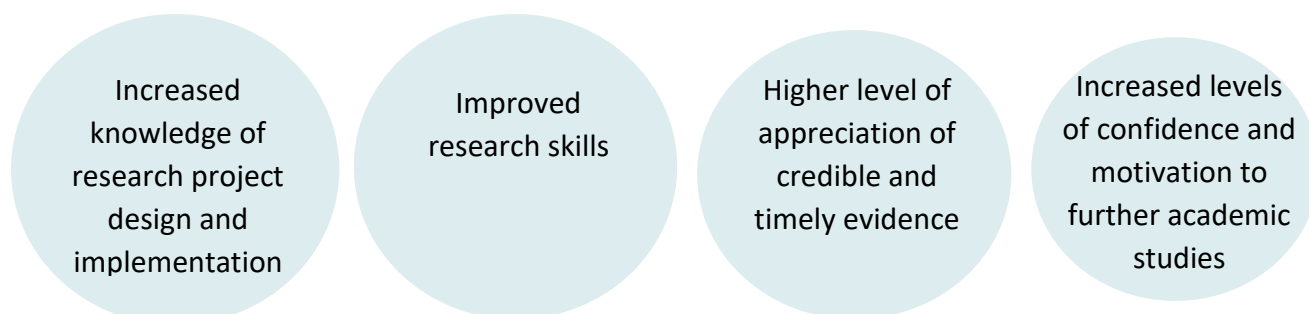 Increased
knowledge of
research project
design and
implementation
Improved
research skills
Higher level of
appreciation of
credible and
timely evidence
Increased levels
of confidence and
motivation to
further academic
studies